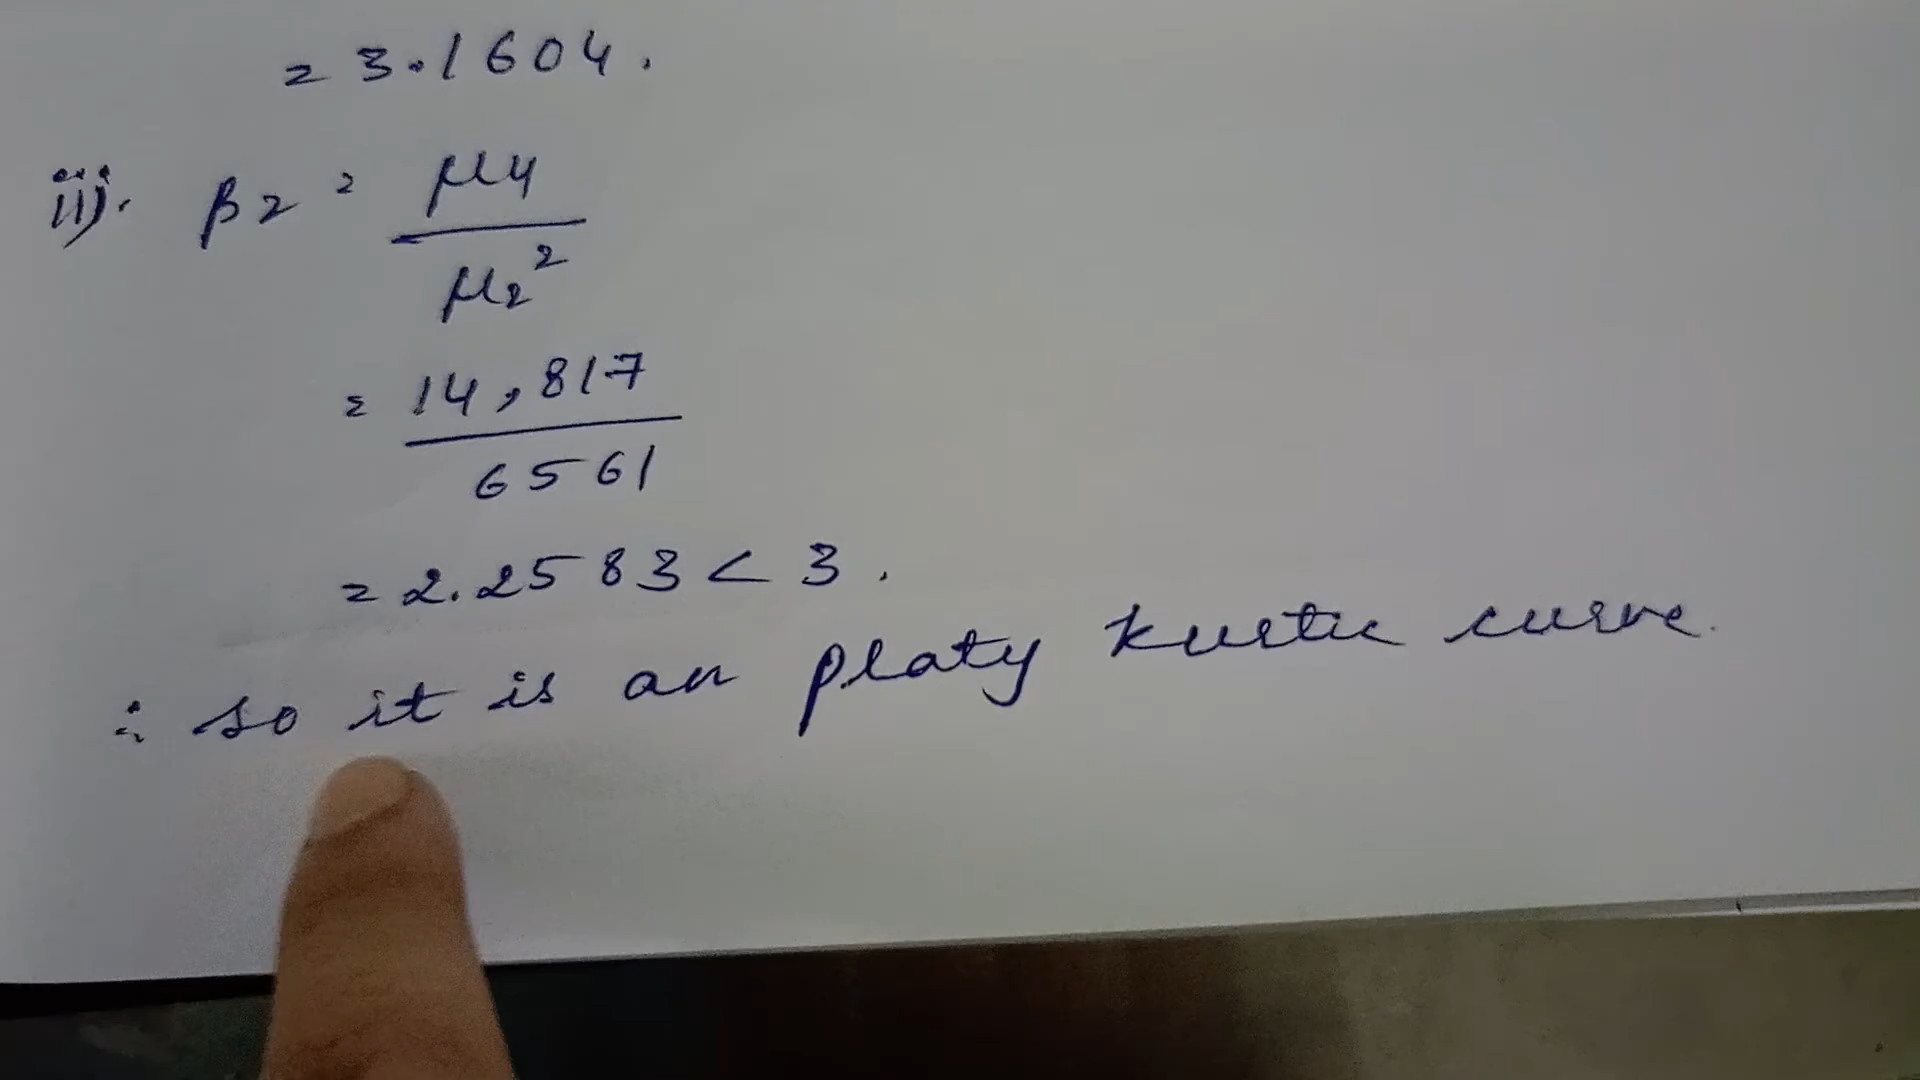 = 3.1604.
iii). β2 = μ4 / μ2²
= 14,817 / 6561
= 2.2583 < 3.
∴ so it is an platy kurtic curve.